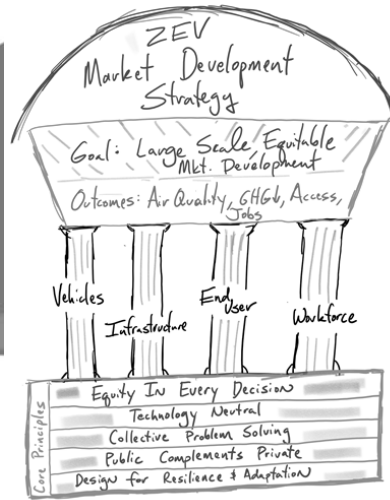 ZEV
Market Development
Strategy
Goal: Large Scale, Equitable
Mkt. Development
Outcomes: Air Quality, GHG↓, Access,
Jobs
Vehicles
Infrastructure
End
User
Workforce
Core Principles
Equity In Every Decision
Technology Neutral
Collective Problem Solving
Public Complements Private
Design for Resilience & Adaptation